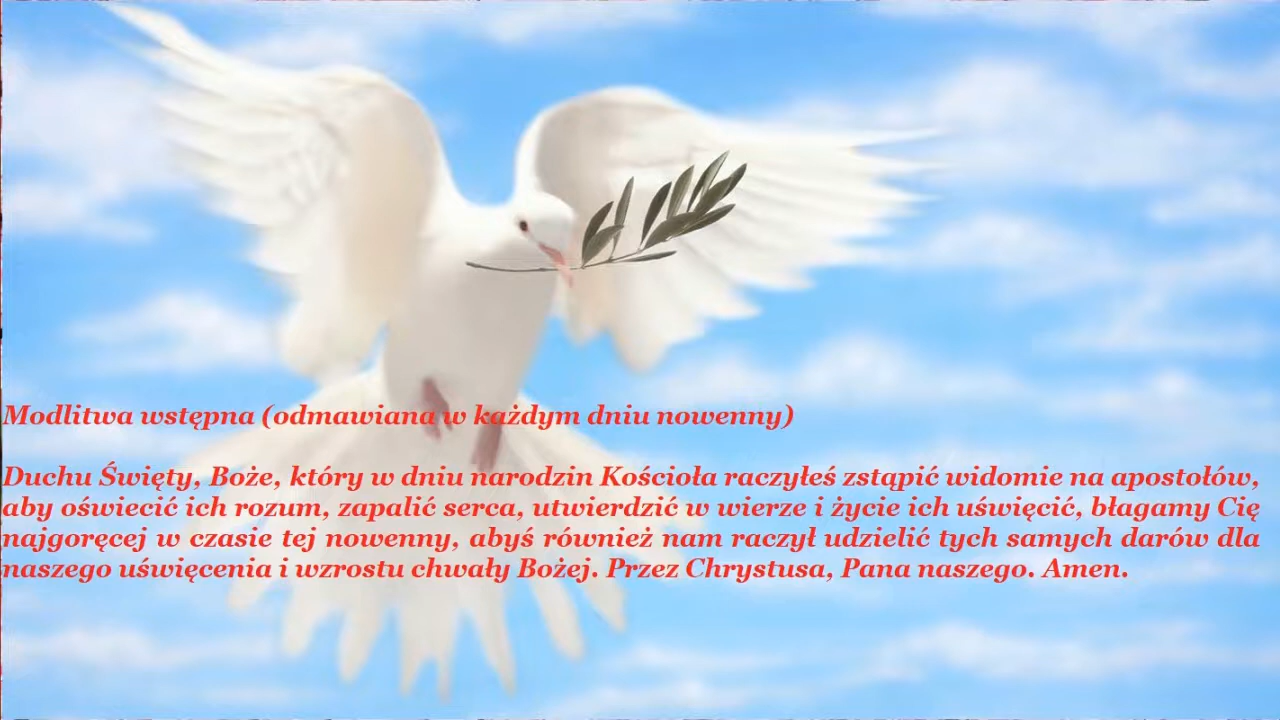 Modlitwa wstępna (odmawiana w każdym dniu nowenny)
Duchu Święty, Boże, który w dniu narodzin Kościoła raczyłeś zstąpić widomie na apostołów,
aby oświecić ich rozum, zapalić serca, utwierdzić w wierze i życie ich uświęcić, błagamy Cię
najgoręcej w czasie tej nowenny, abyś również nam raczył udzielić tych samych darów dla
naszego uświęcenia i wzrostu chwały Bożej. Przez Chrystusa, Pana naszego. Amen.